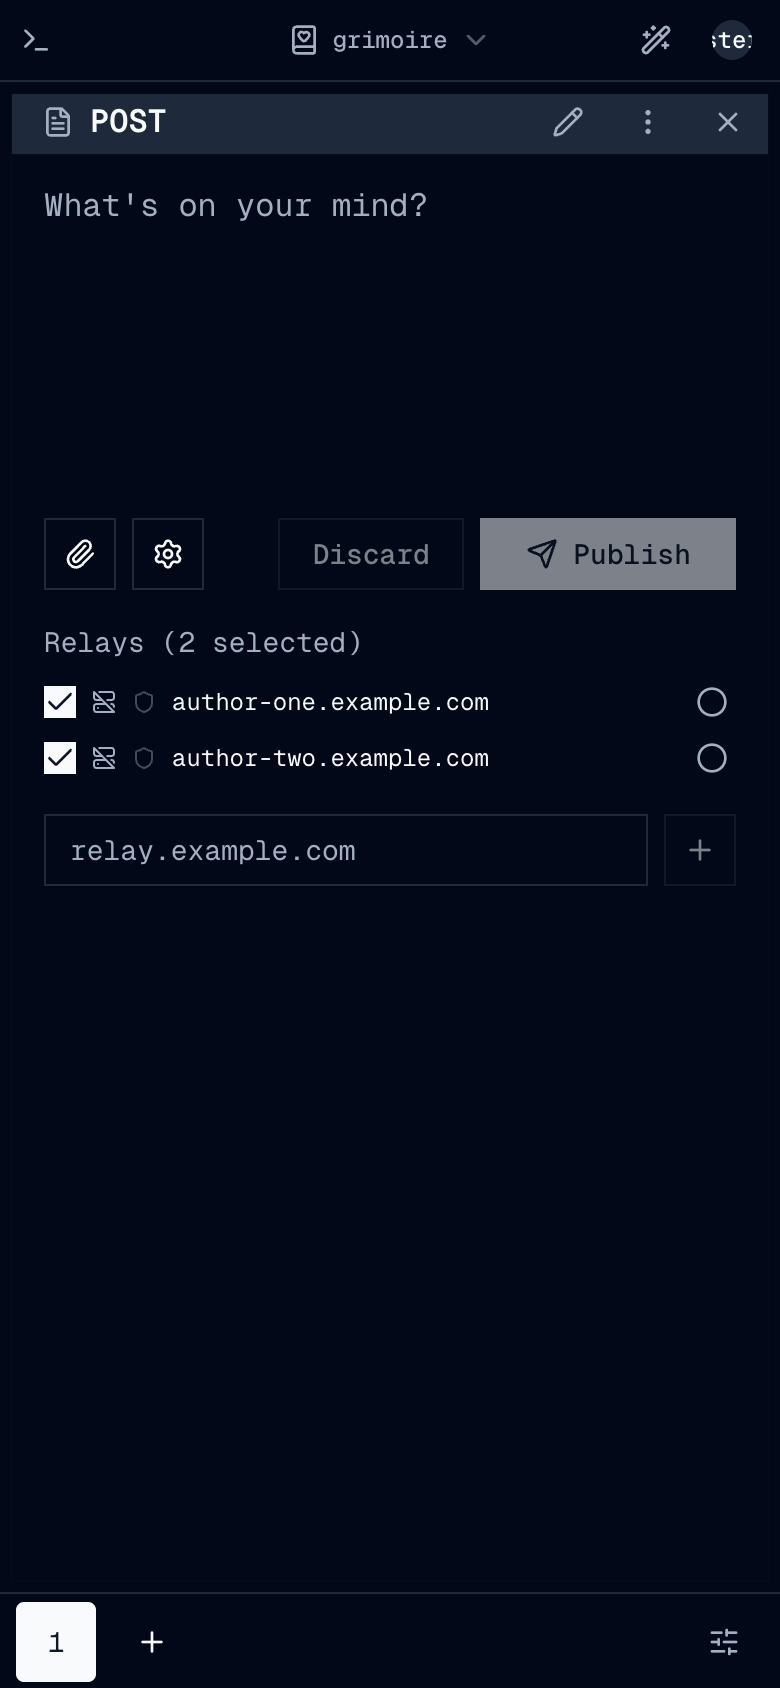 grimoire
POST
What's on your mind?
Discard
Publish
Relays (2 selected)
author-one.example.com
author-two.example.com
relay.example.com
1